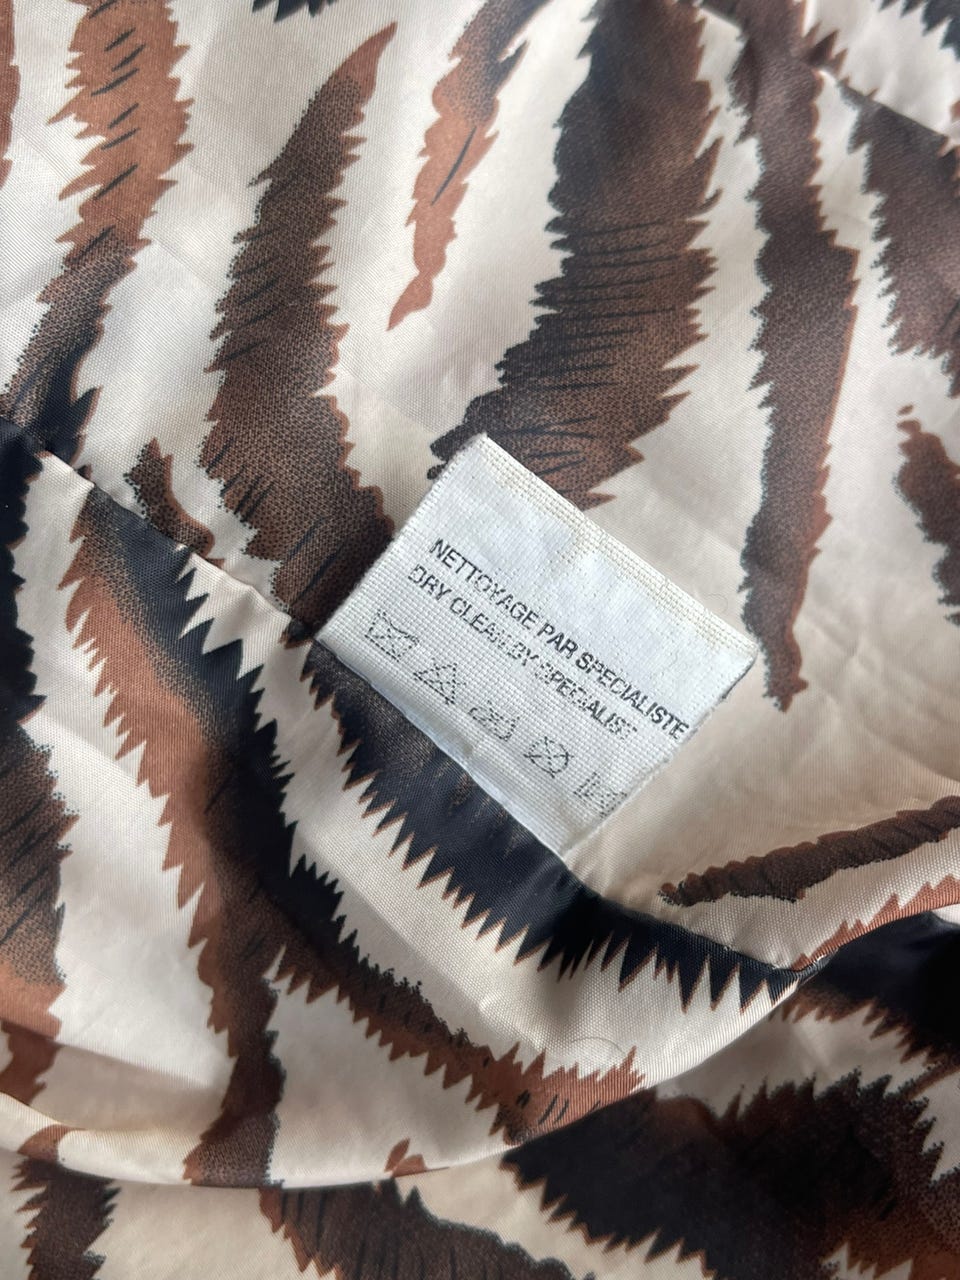 NETTOYAGE PAR SPECIALISTE
DRY CLEAN BY SPECIALIST